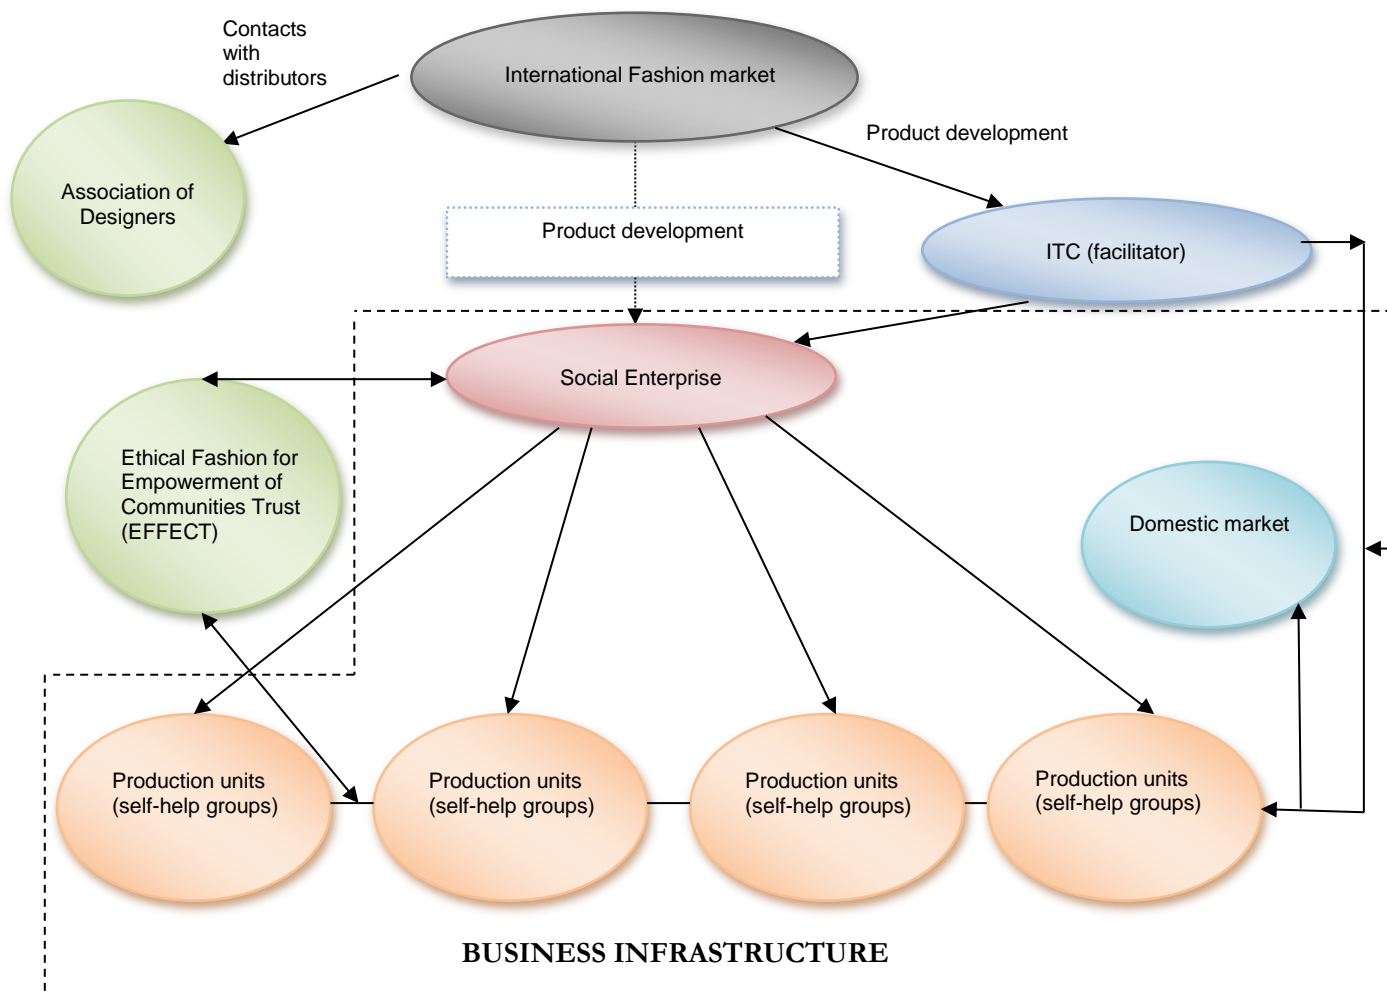 Contacts
with
distributors
International Fashion market
Product development
Association of
Designers
Product development
ITC (facilitator)
Social Enterprise
Ethical Fashion for
Empowerment of
Communities Trust
(EFFECT)
Domestic market
Production units
(self-help groups)
Production units
(self-help groups)
Production units
(self-help groups)
Production units
(self-help groups)
BUSINESS INFRASTRUCTURE